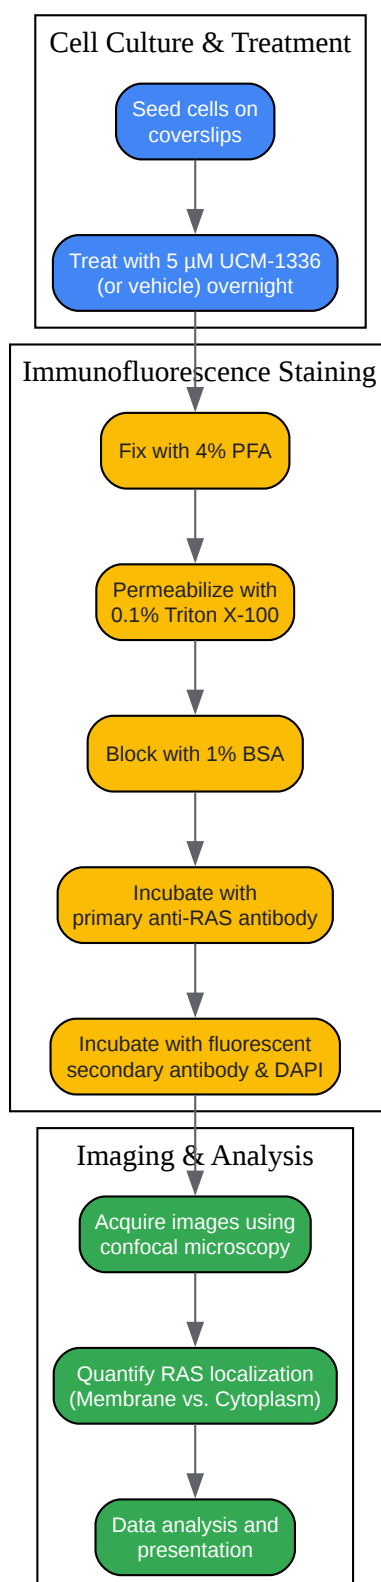 Cell Culture & Treatment
Seed cells on
coverslips
Treat with 5 µM UCM-1336
(or vehicle) overnight
Immunofluorescence Staining
Fix with 4% PFA
Permeabilize with
0.1% Triton X-100
Block with 1% BSA
Incubate with
primary anti-RAS antibody
Incubate with fluorescent
secondary antibody & DAPI
Imaging & Analysis
Acquire images using
confocal microscopy
Quantify RAS localization
(Membrane vs. Cytoplasm)
Data analysis and
presentation